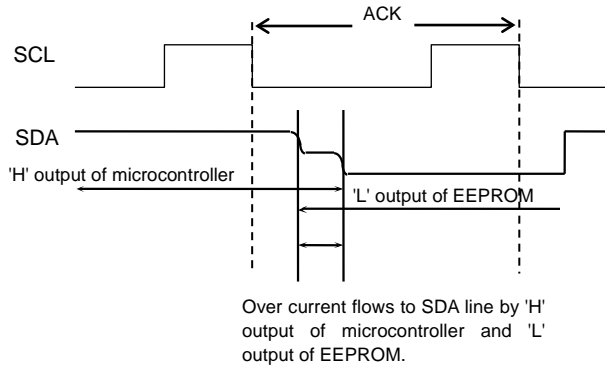 ACK
SCL
SDA
'H' output of microcontroller
'L' output of EEPROM
Over current flows to SDA line by 'H'
output of microcontroller and 'L'
output of EEPROM.